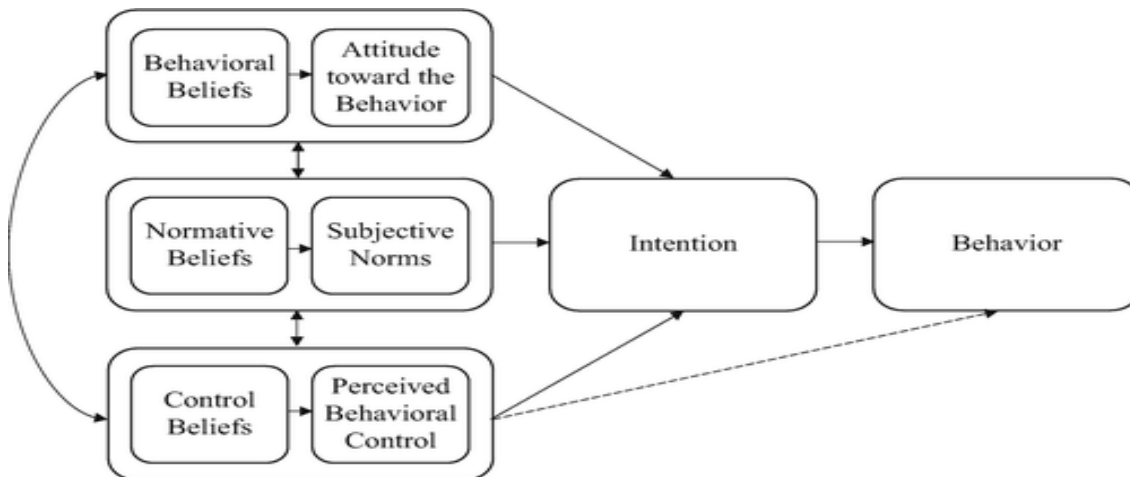 Behavioral
Beliefs
Attitude
toward the
Behavior
Normative
Beliefs
Subjective
Norms
Intention
Behavior
Control
Beliefs
Perceived
Behavioral
Control